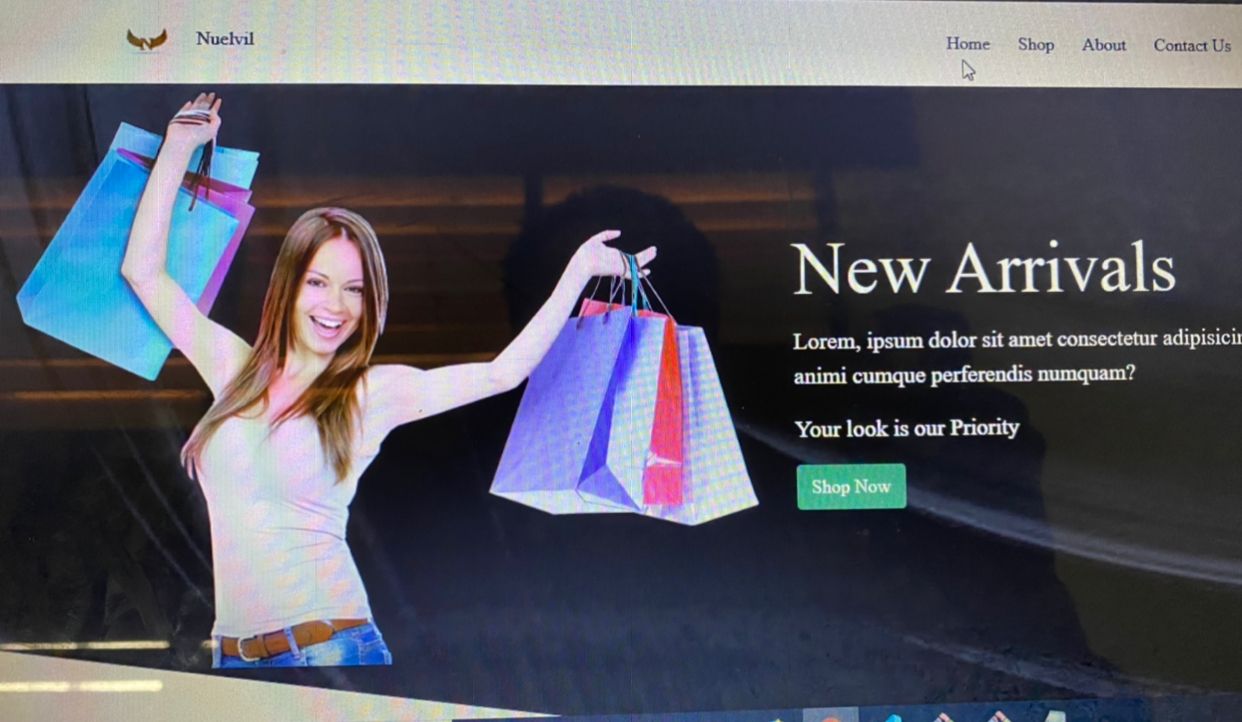 Nuelvil
Home Shop About Contact Us
New Arrivals
Lorem, ipsum dolor sit amet consectetur
animi cumque perferendis numquam?
Your look is our Priority
Shop Now